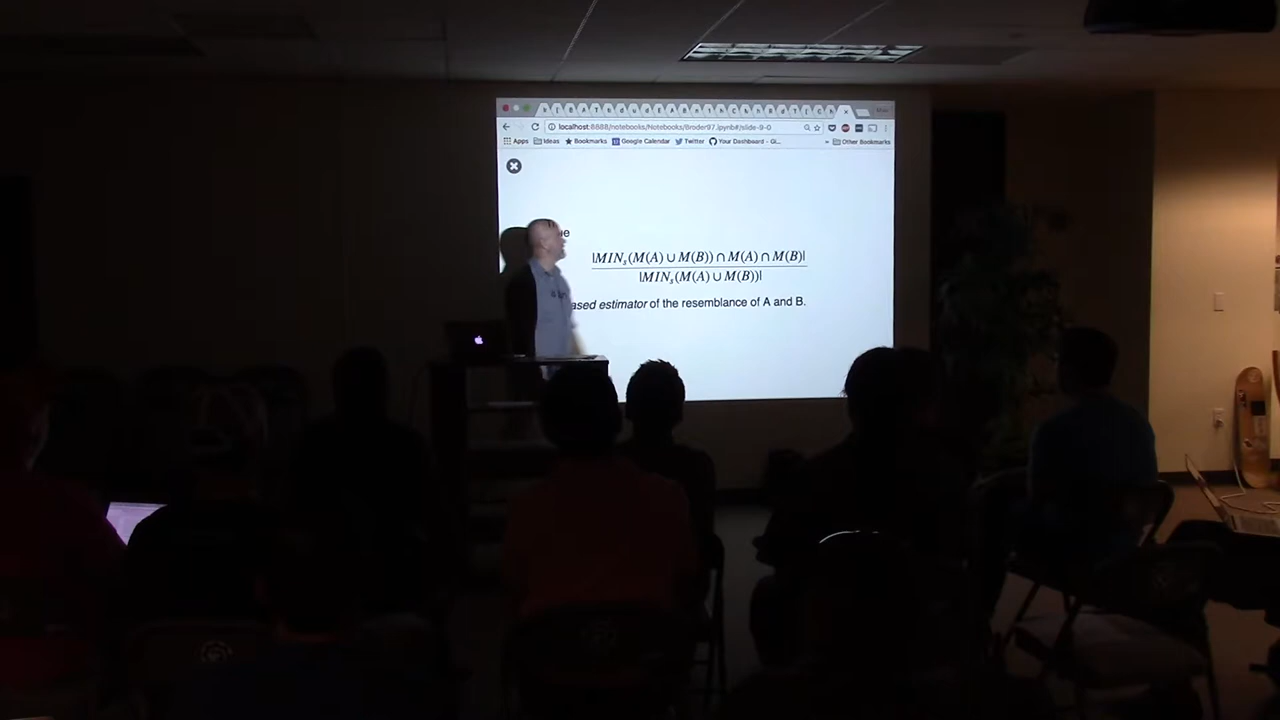 localhost:8888/notebooks/Notebooks/Broder97.ipynb#/slide-9-0
Apps Ideas Bookmarks Google Calendar Twitter Your Dashboard - Gi... » Other Bookmarks
|MINₛ(M(A) ∪ M(B)) ∩ M(A) ∩ M(B)|
|MINₛ(M(A) ∪ M(B))|
ased estimator of the resemblance of A and B.